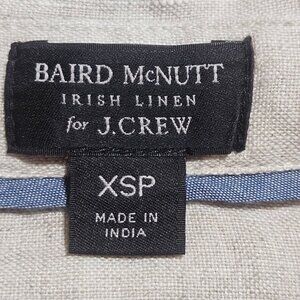 BAIRD McNUTT
IRISH LINEN
for J.CREW
XSP
MADE IN
INDIA